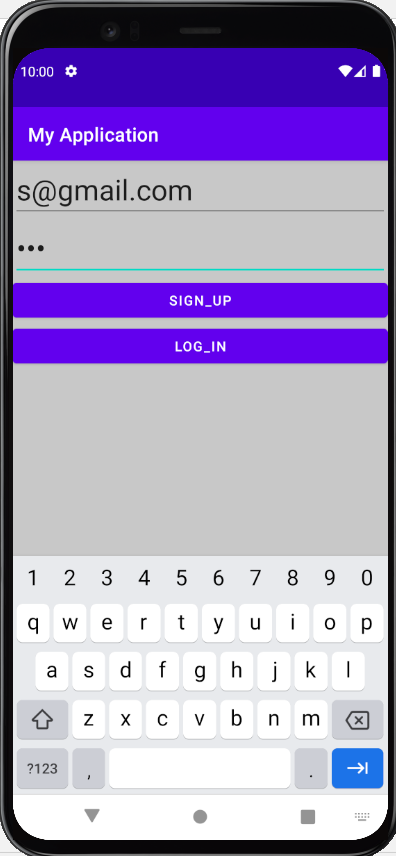 10:00
My Application
s@gmail.com
•••
SIGN_UP
LOG_IN
1 2 3 4 5 6 7 8 9 0
q w e r t y u i o p
a s d f g h j k l
z x c v b n m
?123 , .